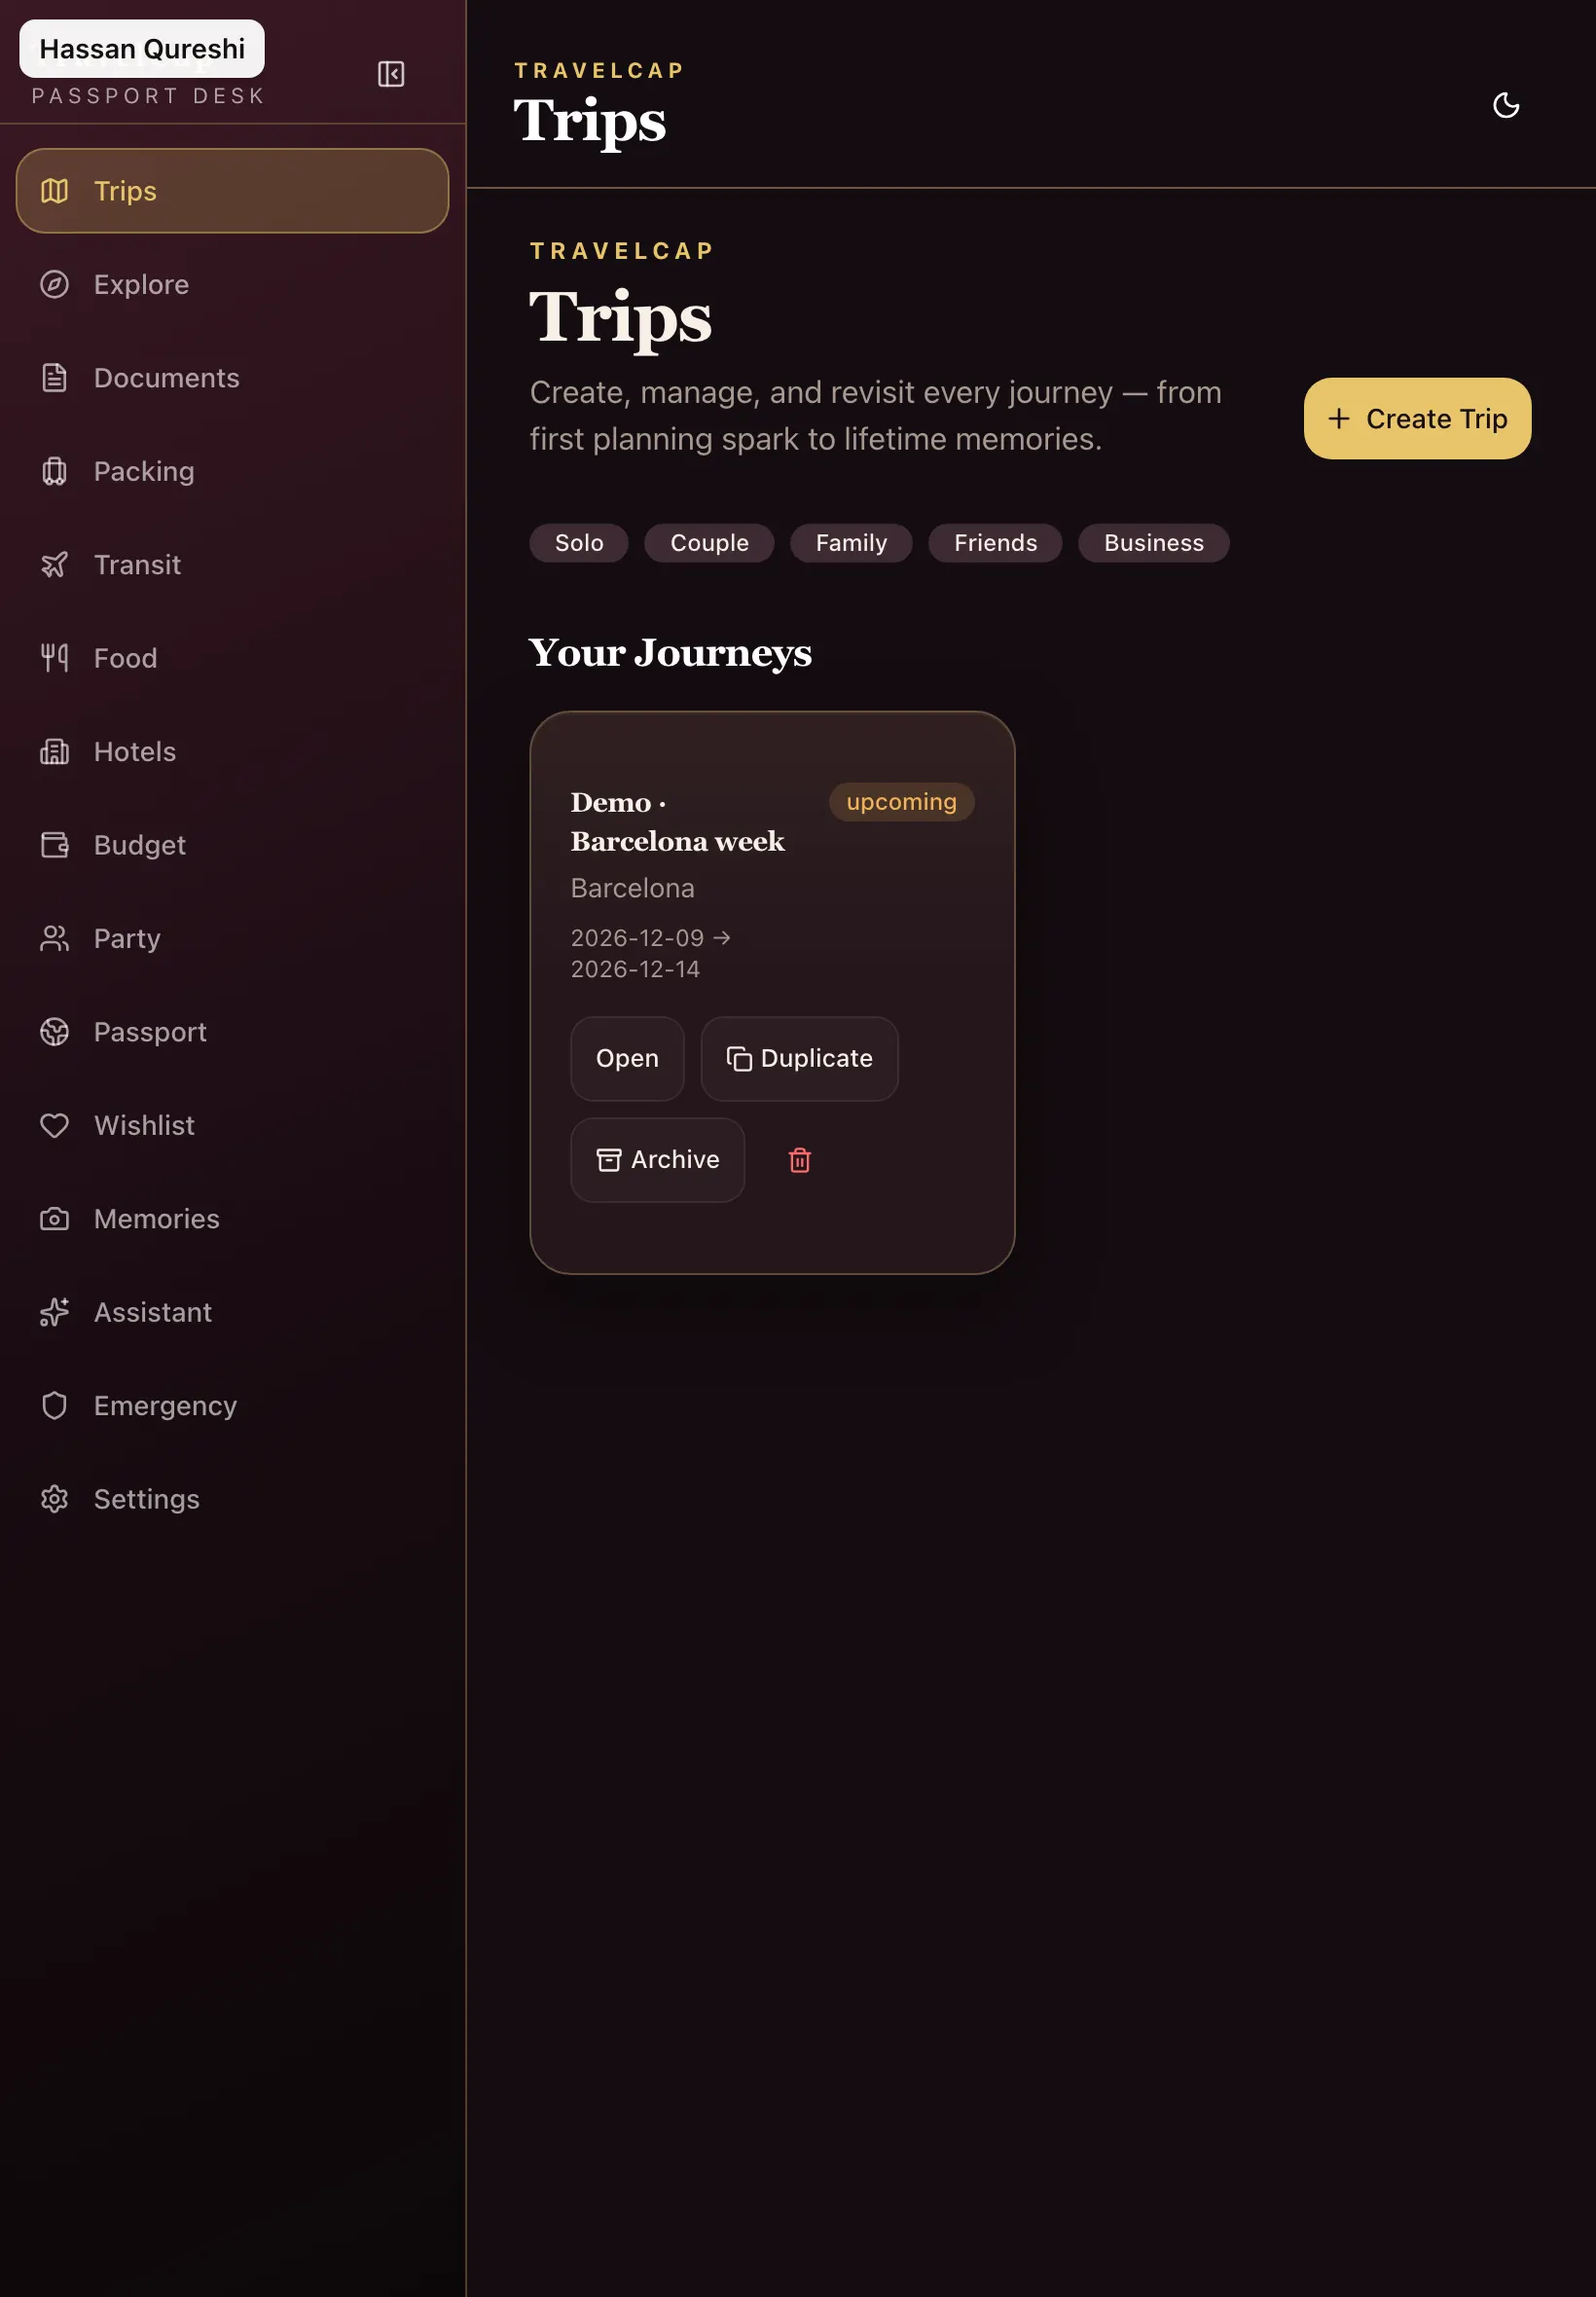 Hassan Qureshi
PASSPORT DESK
Trips
Explore
Documents
Packing
Transit
Food
Hotels
Budget
Party
Passport
Wishlist
Memories
Assistant
Emergency
Settings
TRAVELCAP
Trips
TRAVELCAP
Trips
Create, manage, and revisit every journey — from
first planning spark to lifetime memories.
+ Create Trip
Solo Couple Family Friends Business
Your Journeys
Demo ·
Barcelona week
upcoming
Barcelona
2026-12-09 →
2026-12-14
Open Duplicate
Archive